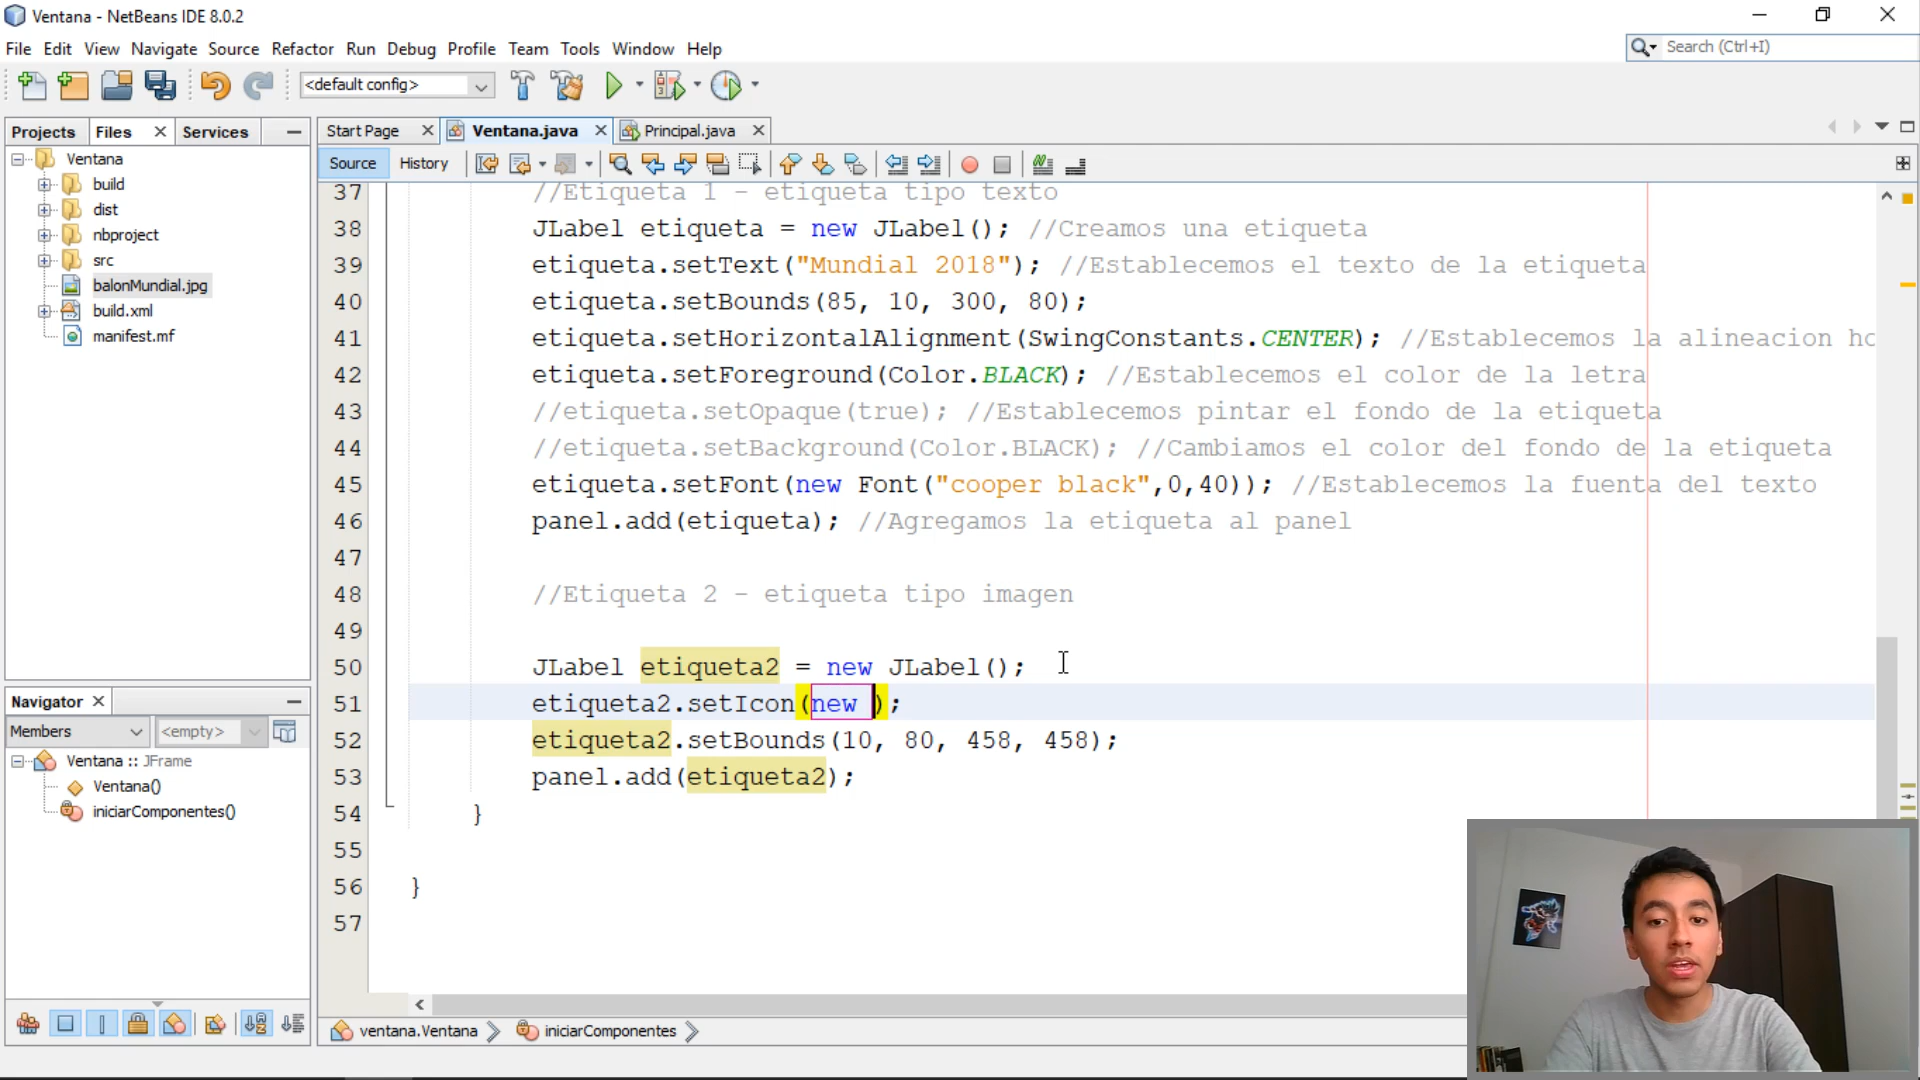 Ventana - NetBeans IDE 8.0.2
File Edit View Navigate Source Refactor Run Debug Profile Team Tools Window Help
Search (Ctrl+I)
<default config>
Projects Files Services
Start Page Ventana.java Principal.java
Source History
Ventana
build
dist
nbproject
src
balonMundial.jpg
build.xml
manifest.mf
37 //Etiqueta 1 - etiqueta tipo texto
38 JLabel etiqueta = new JLabel(); //Creamos una etiqueta
39 etiqueta.setText("Mundial 2018"); //Establecemos el texto de la etiqueta
40 etiqueta.setBounds(85, 10, 300, 80);
41 etiqueta.setHorizontalAlignment(SwingConstants.CENTER); //Establecemos la alineacion ho
42 etiqueta.setForeground(Color.BLACK); //Establecemos el color de la letra
43 //etiqueta.setOpaque(true); //Establecemos pintar el fondo de la etiqueta
44 //etiqueta.setBackground(Color.BLACK); //Cambiamos el color del fondo de la etiqueta
45 etiqueta.setFont(new Font("cooper black",0,40)); //Establecemos la fuenta del texto
46 panel.add(etiqueta); //Agregamos la etiqueta al panel
47
48 //Etiqueta 2 - etiqueta tipo imagen
49
50 JLabel etiqueta2 = new JLabel();
51 etiqueta2.setIcon(new );
52 etiqueta2.setBounds(10, 80, 458, 458);
53 panel.add(etiqueta2);
54 }
55
56 }
57
Navigator
Members <empty>
Ventana :: JFrame
Ventana()
iniciarComponentes()
ventana.Ventana iniciarComponentes